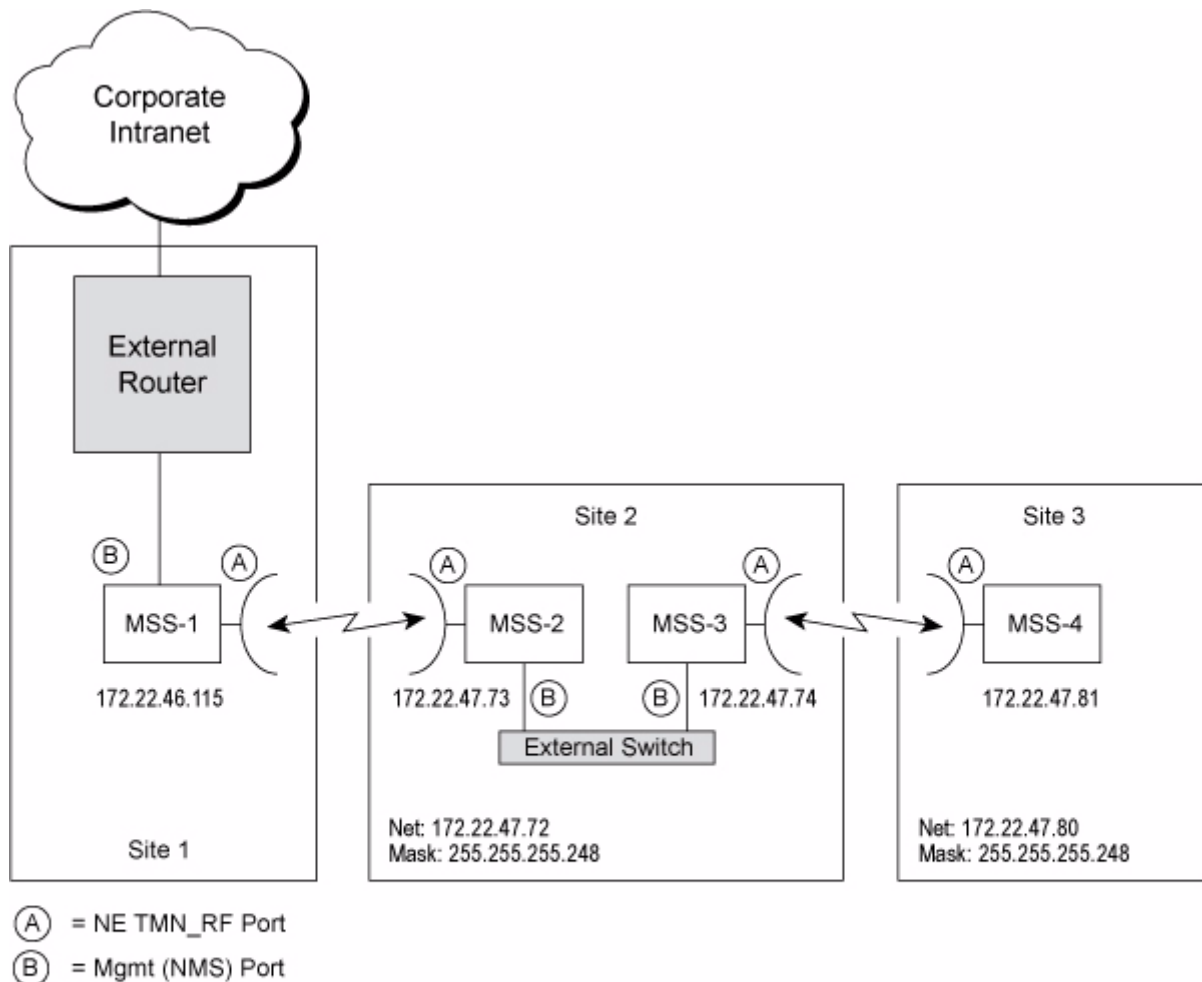 Corporate
Intranet
External
Router
B
A
MSS-1
172.22.46.115
Site 1
Site 2
A
A
MSS-2
MSS-3
172.22.47.73
B
B
172.22.47.74
External Switch
Net: 172.22.47.72
Mask: 255.255.255.248
Site 3
A
MSS-4
172.22.47.81
Net: 172.22.47.80
Mask: 255.255.255.248
A = NE TMN_RF Port
B = Mgmt (NMS) Port